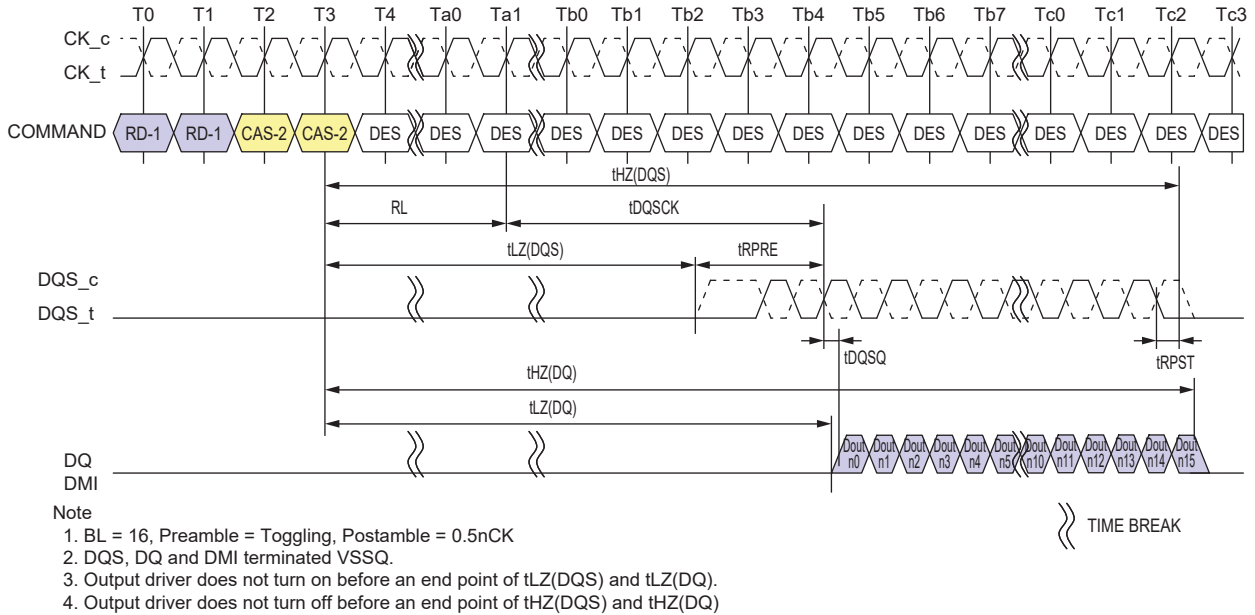 T0 T1 T2 T3 T4 Ta0 Ta1 Tb0 Tb1 Tb2 Tb3 Tb4 Tb5 Tb6 Tb7 Tc0 Tc1 Tc2 Tc3
CK_c
CK_t
COMMAND RD-1 RD-1 CAS-2 CAS-2 DES DES DES DES DES DES DES DES DES DES DES DES DES DES DES
tHZ(DQS)
RL tDQSCK
tLZ(DQS) tRPRE
DQS_c
DQS_t
tDQSQ tRPST
tHZ(DQ)
tLZ(DQ)
Dout Dout Dout Dout Dout Dout Dout Dout Dout Dout Dout Dout
n0 n1 n2 n3 n4 n5 n10 n11 n12 n13 n14 n15
DQ
DMI
Note
1. BL = 16, Preamble = Toggling, Postamble = 0.5nCK
TIME BREAK
2. DQS, DQ and DMI terminated VSSQ.
3. Output driver does not turn on before an end point of tLZ(DQS) and tLZ(DQ).
4. Output driver does not turn off before an end point of tHZ(DQS) and tHZ(DQ)